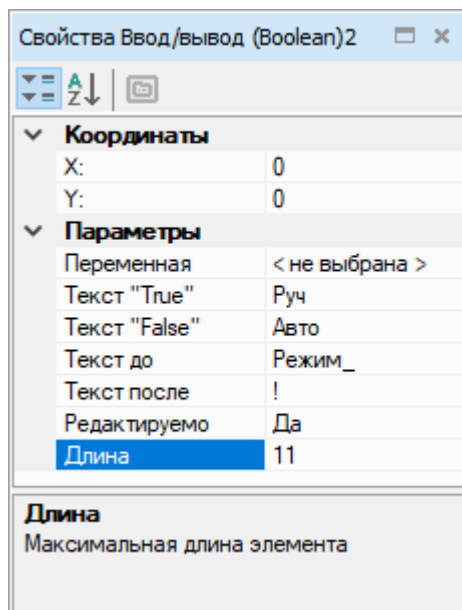 Свойства Ввод/вывод (Boolean)2
Координаты
X: 0
Y: 0
Параметры
Переменная < не выбрана >
Текст "True" Руч
Текст "False" Авто
Текст до Режим_
Текст после !
Редактируемо Да
Длина 11
Длина
Максимальная длина элемента